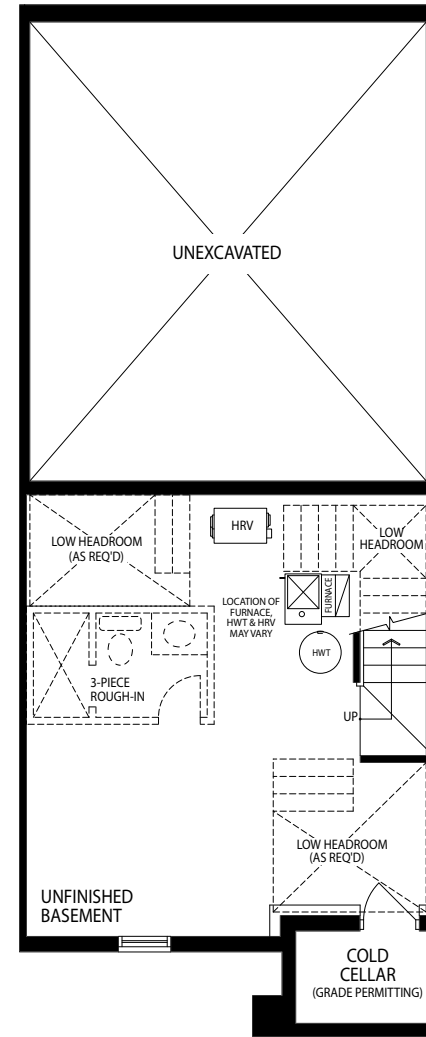 UNEXCAVATED
HRV
LOW HEADROOM
(AS REQ'D)
LOW
HEADROOM
LOCATION OF
FURNACE,
HWT & HRV
MAY VARY
FURNACE
HWT
3-PIECE
ROUGH-IN
UP
LOW HEADROOM
(AS REQ'D)
UNFINISHED
BASEMENT
COLD
CELLAR
(GRADE PERMITTING)